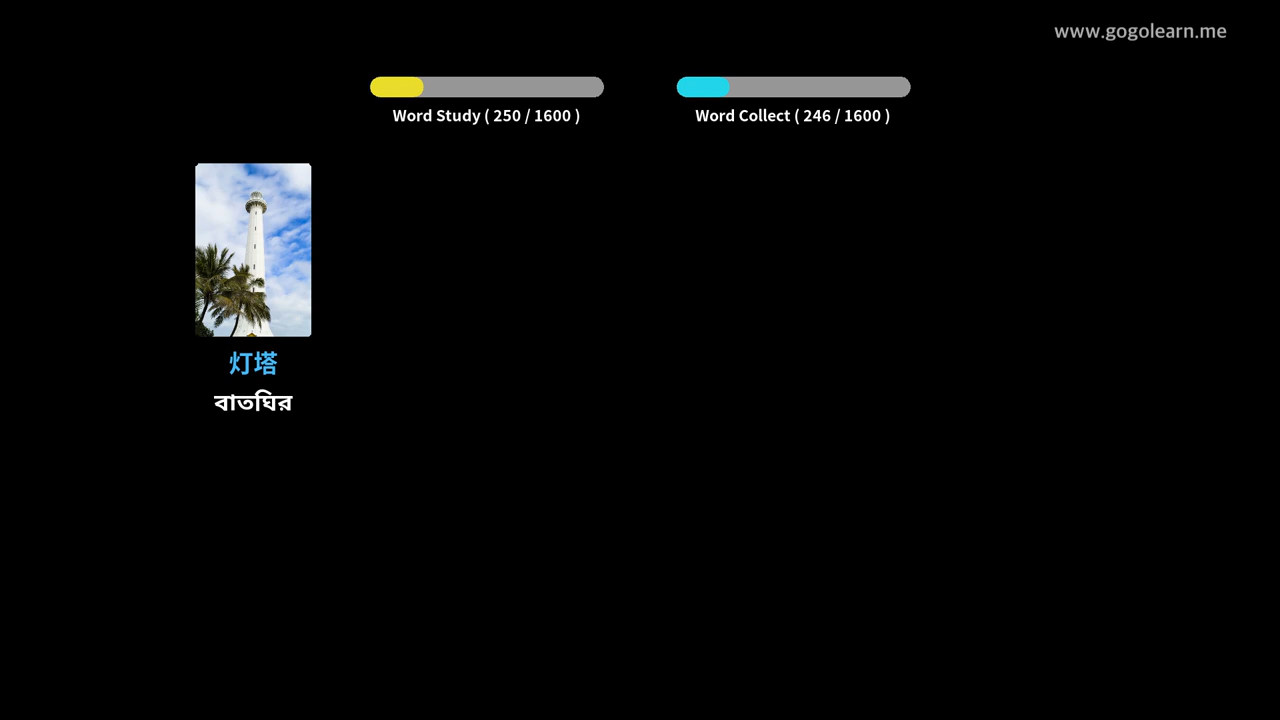 www.gogolearn.me
Word Study ( 250 / 1600 )
Word Collect ( 246 / 1600 )
灯塔
বাতঘির